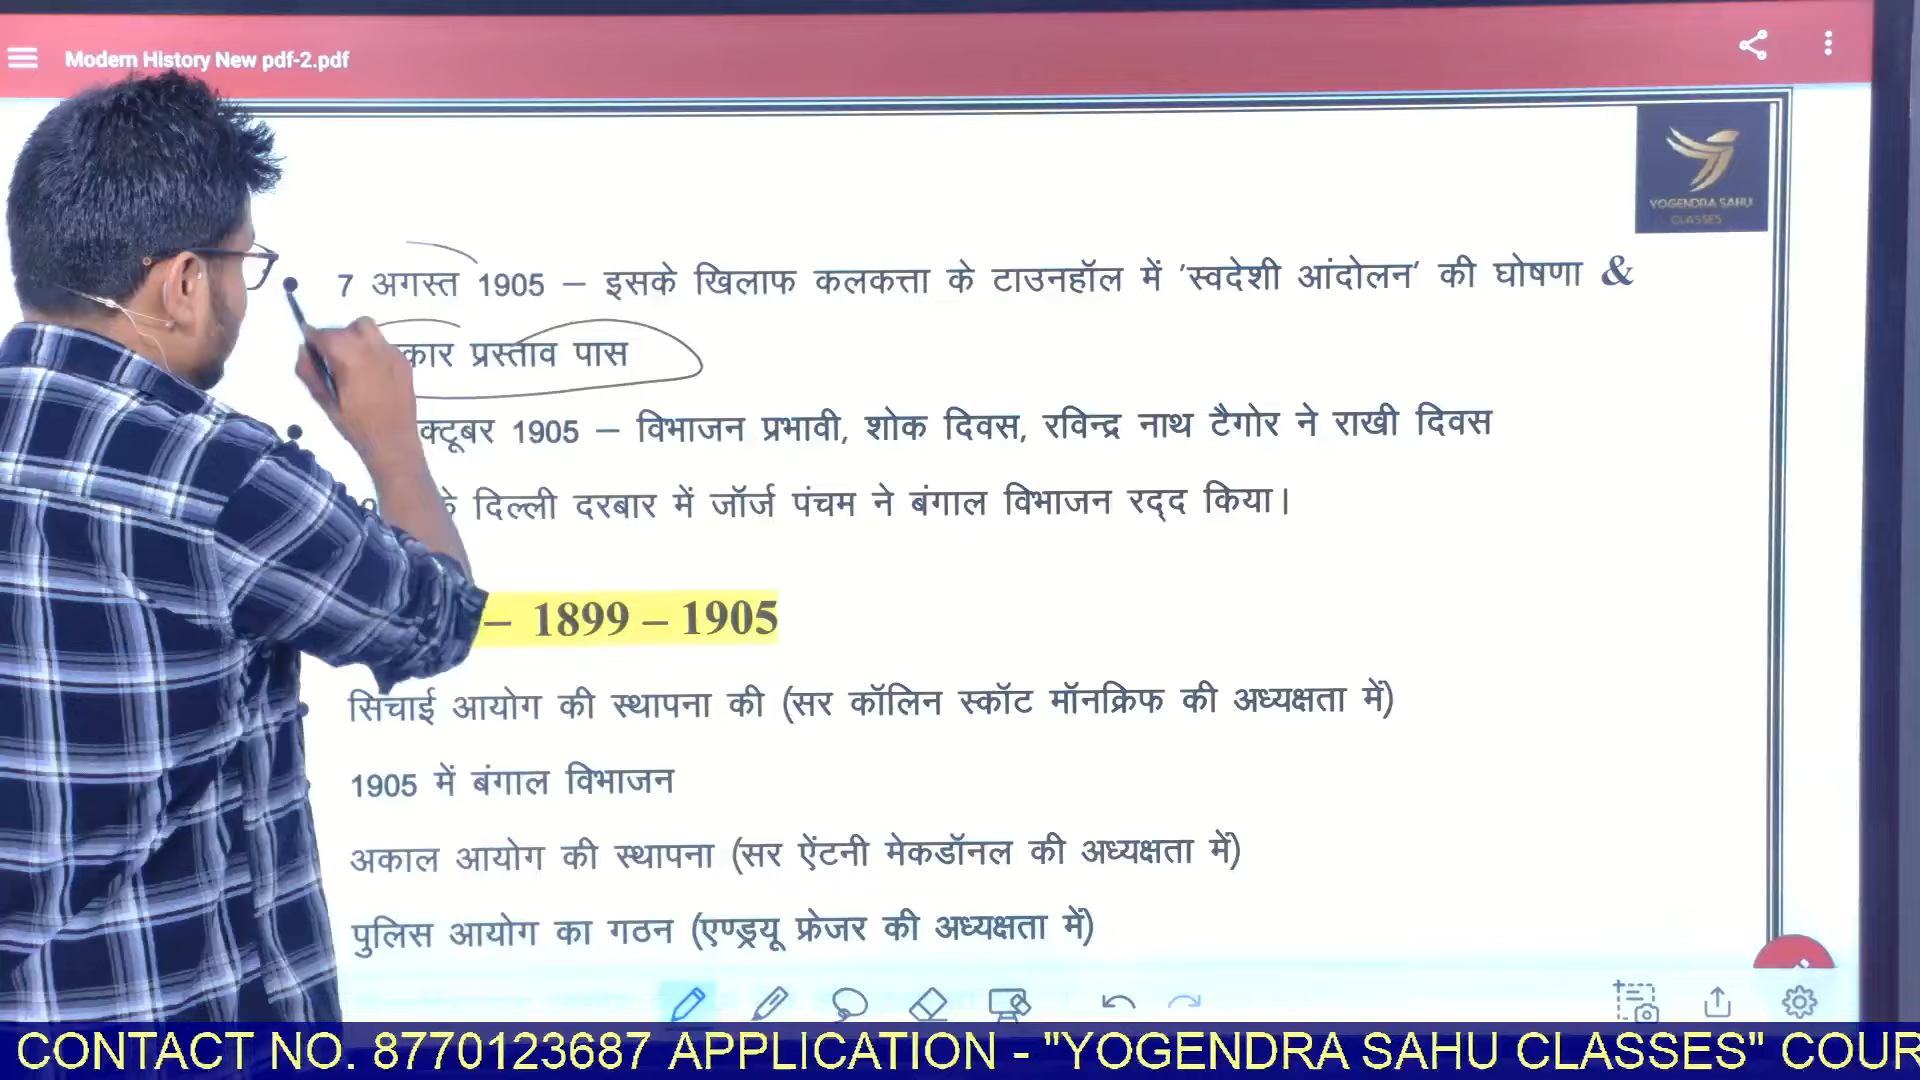 Modern History New pdf-2.pdf
YOGENDRA SAHU
CLASSES
7 अगस्त 1905 – इसके खिलाफ कलकत्ता के टाउनहॉल में 'स्वदेशी आंदोलन' की घोषणा &
प्रस्ताव पास
1905 – विभाजन प्रभावी, शोक दिवस, रविन्द्र नाथ टैगोर ने राखी दिवस
के दिल्ली दरबार में जॉर्ज पंचम ने बंगाल विभाजन रद्द किया।
– 1899 – 1905
सिचाई आयोग की स्थापना की (सर कॉलिन स्कॉट मॉनक्रिफ की अध्यक्षता में)
1905 में बंगाल विभाजन
अकाल आयोग की स्थापना (सर ऐंटनी मेकडॉनल की अध्यक्षता में)
पुलिस आयोग का गठन (एण्ड्रयू फ्रेजर की अध्यक्षता में)
CONTACT NO. 8770123687 APPLICATION - "YOGENDRA SAHU CLASSES" COUR